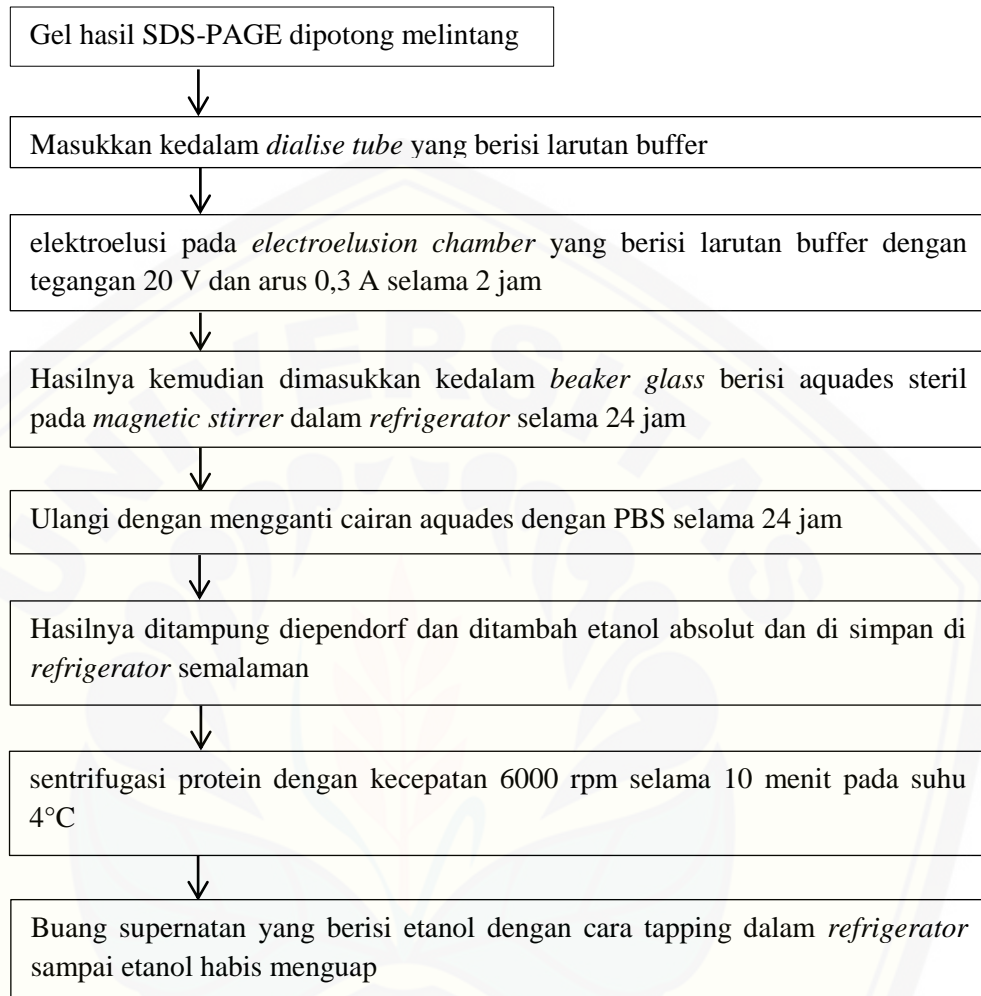 Gel hasil SDS-PAGE dipotong melintang
Masukkan kedalam dialise tube yang berisi larutan buffer
elektroelusi pada electroelusion chamber yang berisi larutan buffer dengan
tegangan 20 V dan arus 0,3 A selama 2 jam
Hasilnya kemudian dimasukkan kedalam beaker glass berisi aquades steril
pada magnetic stirrer dalam refrigerator selama 24 jam
Ulangi dengan mengganti cairan aquades dengan PBS selama 24 jam
Hasilnya ditampung diependorf dan ditambah etanol absolut dan di simpan di
refrigerator semalaman
sentrifugasi protein dengan kecepatan 6000 rpm selama 10 menit pada suhu
4°C
Buang supernatan yang berisi etanol dengan cara tapping dalam refrigerator
sampai etanol habis menguap
UNIVERSITAS